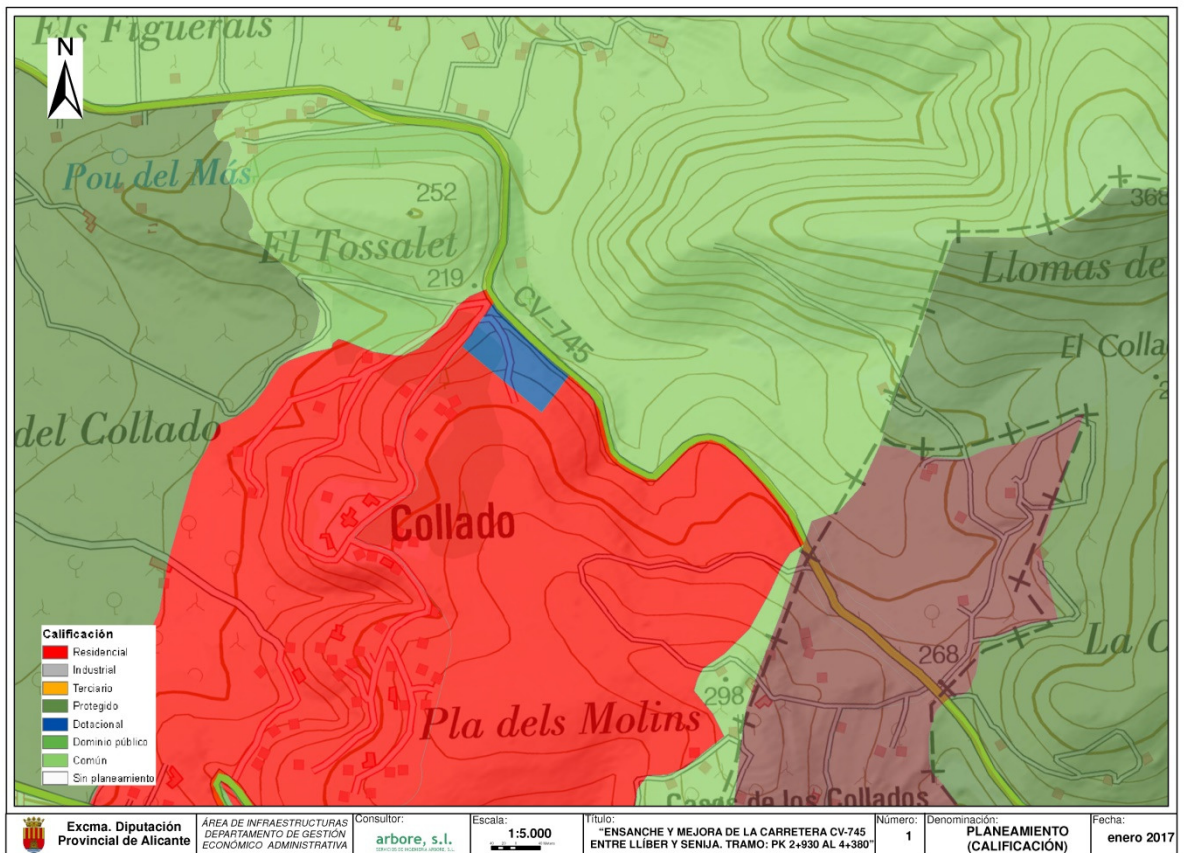 Els Figuerals
N
Pou del Más
252
El Tossalet
219
CV-745
368
Llomas de
El Colla
del Collado
Collado
Pla dels Molins
298
268
La C
Casas de los Collados
Calificación
Residencial
Industrial
Terciario
Protegido
Dotacional
Dominio público
Común
Sin planeamiento
Excma. Diputación
Provincial de Alicante
ÁREA DE INFRAESTRUCTURAS
DEPARTAMENTO DE GESTIÓN
ECONÓMICO ADMINISTRATIVA
Consultor:
arbore, s.l.
Escala:
1:5.000
Título:
"ENSANCHE Y MEJORA DE LA CARRETERA CV-745
ENTRE LLÍBER Y SENIJA. TRAMO: PK 2+930 AL 4+380"
Número:
1
Denominación:
PLANEAMIENTO
(CALIFICACIÓN)
Fecha:
enero 2017